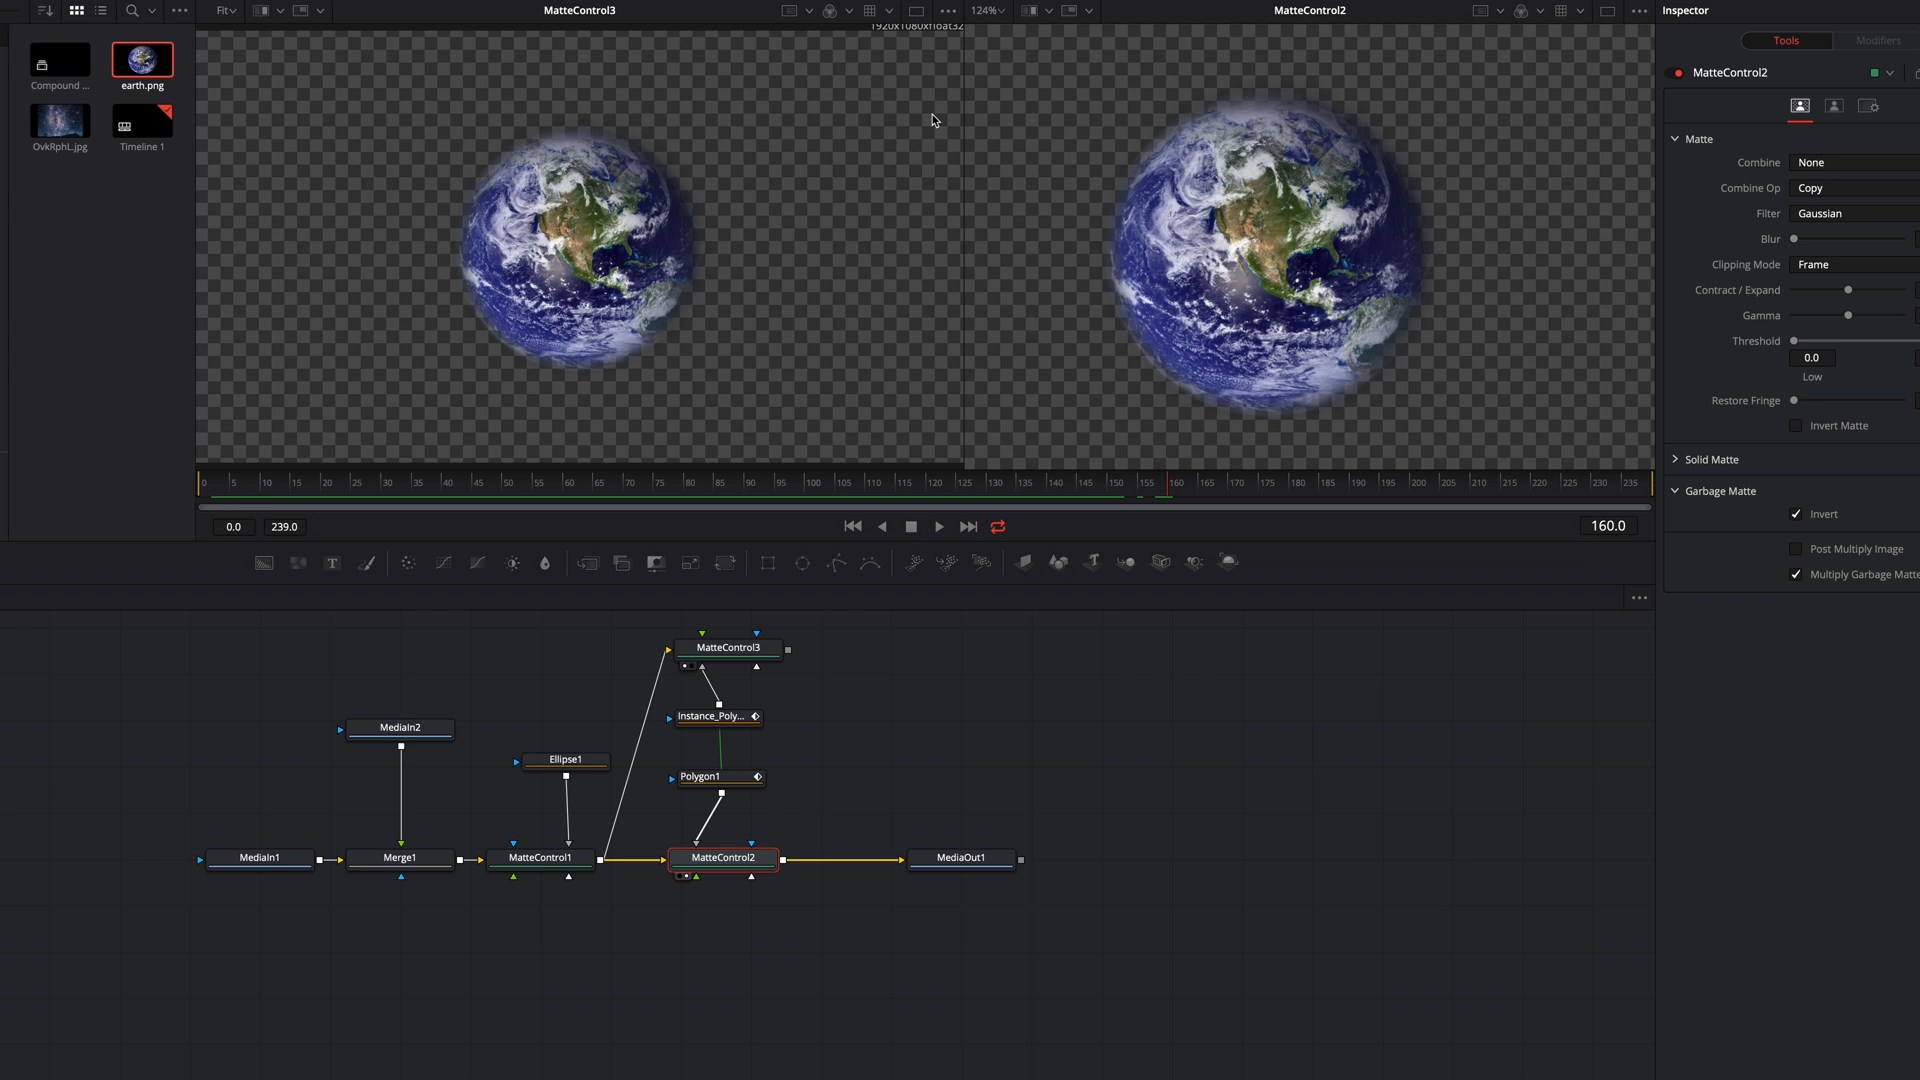 Fit
MatteControl3
124%
MatteControl2
Inspector
1920x1080xfloat32
Tools
Modifiers
Compound ...
earth.png
MatteControl2
OvkRphL.jpg
Timeline 1
Matte
Combine
None
Combine Op
Copy
Filter
Gaussian
Blur
Clipping Mode
Frame
Contract / Expand
Gamma
Threshold
0.0
Low
Restore Fringe
Invert Matte
Solid Matte
Garbage Matte
Invert
Post Multiply Image
Multiply Garbage Matte
0 5 10 15 20 25 30 35 40 45 50 55 60 65 70 75 80 85 90 95 100 105 110 115 120 125 130 135 140 145 150 155 160 165 170 175 180 185 190 195 200 205 210 215 220 225 230 235
0.0
239.0
160.0
T
MatteControl3
Instance_Poly...
MediaIn2
Ellipse1
Polygon1
MediaIn1
Merge1
MatteControl1
MatteControl2
MediaOut1